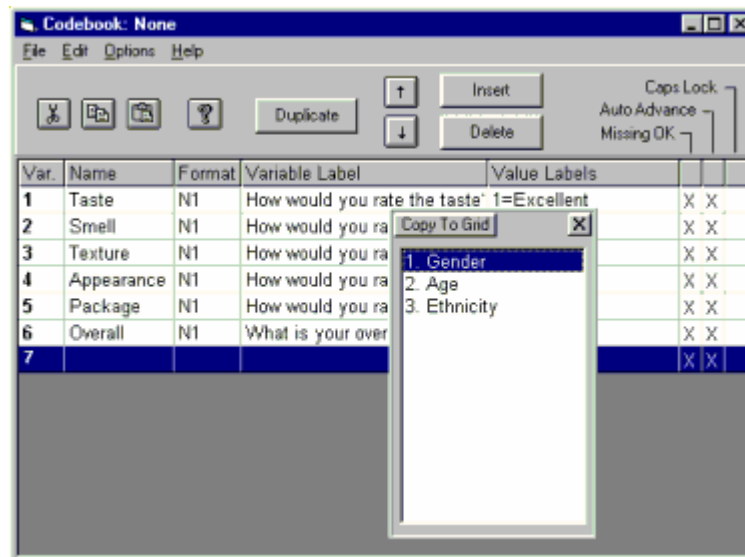 Codebook: None
File Edit Options Help
Duplicate
Insert
Delete
Caps Lock
Auto Advance
Missing OK
Var. Name Format Variable Label Value Labels
1 Taste N1 How would you rate the taste 1=Excellent X X
2 Smell N1 How would you ra X X
3 Texture N1 How would you ra X X
4 Appearance N1 How would you ra X X
5 Package N1 How would you ra X X
6 Overall N1 What is your over X X
7 X X
Copy To Grid
1. Gender
2. Age
3. Ethnicity